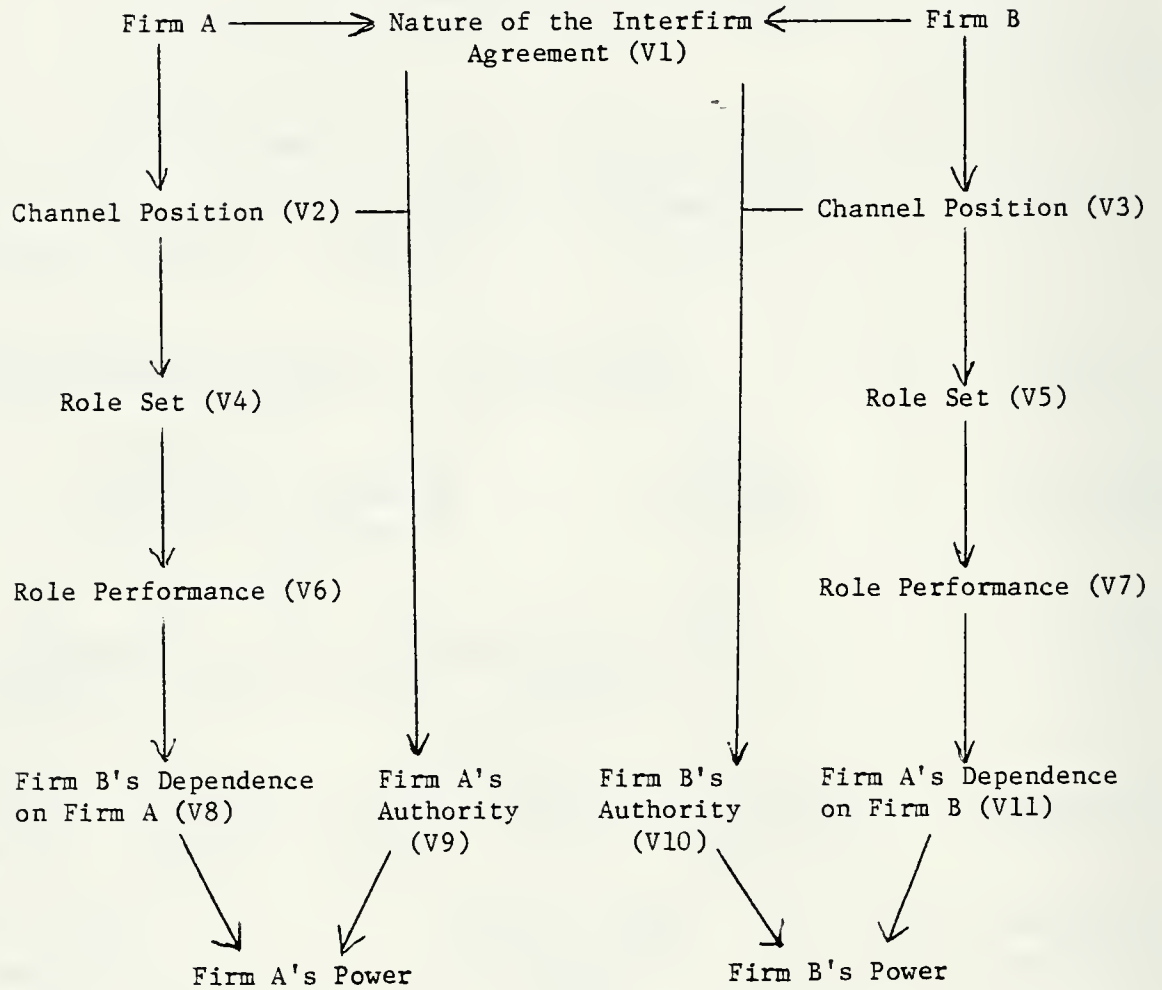 Firm A
Nature of the Interfirm
Agreement (V1)
Firm B
Channel Position (V2)
Channel Position (V3)
Role Set (V4)
Role Set (V5)
Role Performance (V6)
Role Performance (V7)
Firm B's Dependence
on Firm A (V8)
Firm A's
Authority
(V9)
Firm B's
Authority
(V10)
Firm A's Dependence
on Firm B (V11)
Firm A's Power
Firm B's Power